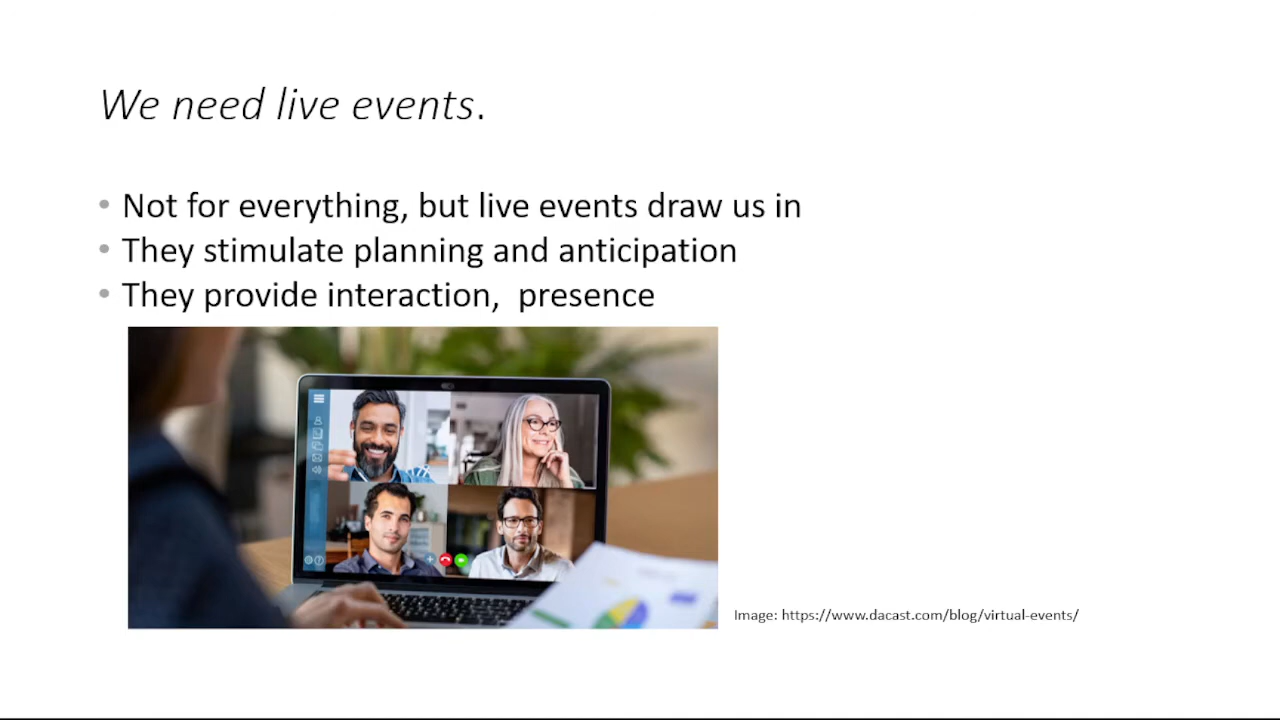 We need live events.
• Not for everything, but live events draw us in
• They stimulate planning and anticipation
• They provide interaction,  presence
Image: https://www.dacast.com/blog/virtual-events/